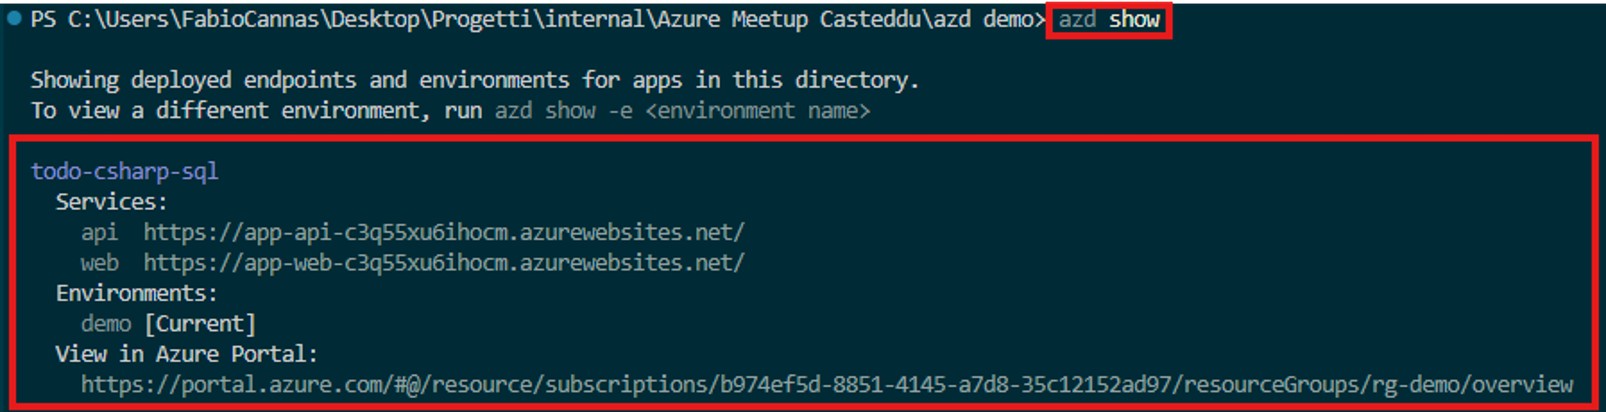 PS C:\Users\FabioCannas\Desktop\Progetti\internal\Azure Meetup Casteddu\azd demo> azd show
Showing deployed endpoints and environments for apps in this directory.
To view a different environment, run azd show -e <environment name>
todo-csharp-sql
Services:
api https://app-api-c3q55xu6ihocm.azurewebsites.net/
web https://app-web-c3q55xu6ihocm.azurewebsites.net/
Environments:
demo [Current]
View in Azure Portal:
https://portal.azure.com/#@/resource/subscriptions/b974ef5d-8851-4145-a7d8-35c12152ad97/resourceGroups/rg-demo/overview